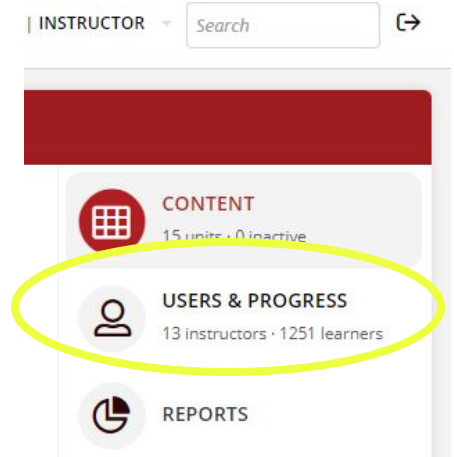 | INSTRUCTOR
Search
CONTENT
15 units · 0 inactive
USERS & PROGRESS
13 instructors · 1251 learners
REPORTS